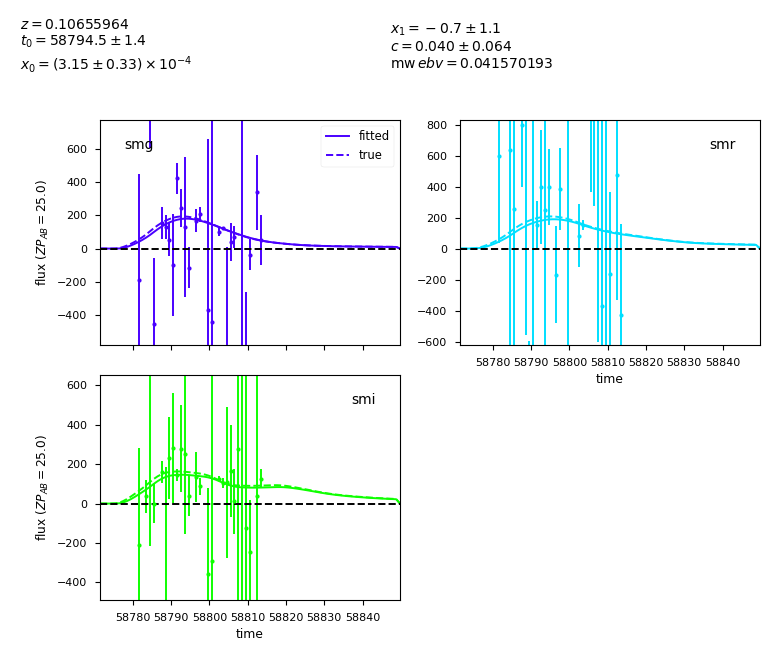 z = 0.10655964
t₀ = 58794.5 ± 1.4
x₀ = (3.15 ± 0.33) × 10⁻⁴
x₁ = −0.7 ± 1.1
c = 0.040 ± 0.064
mw ebv = 0.041570193
smg
fitted
true
600
400
200
0
−200
−400
flux (ZP_AB = 25.0)
smr
800
600
400
200
0
−200
−400
−600
58780 58790 58800 58810 58820 58830 58840
time
smi
600
400
200
0
−200
−400
flux (ZP_AB = 25.0)
58780 58790 58800 58810 58820 58830 58840
time